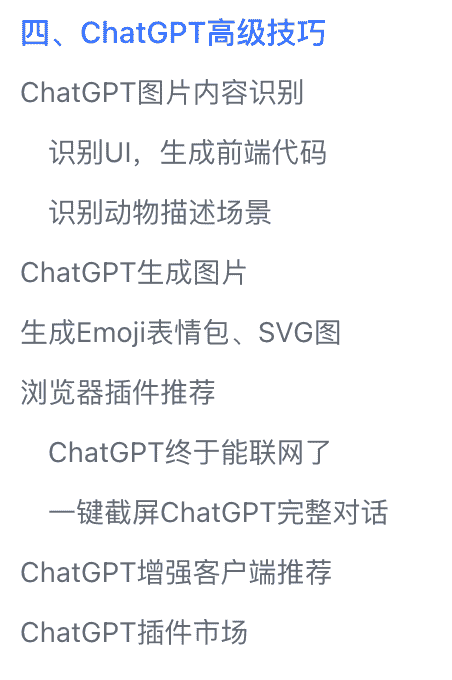 四、ChatGPT高级技巧
ChatGPT图片内容识别
识别UI，生成前端代码
识别动物描述场景
ChatGPT生成图片
生成Emoji表情包、SVG图
浏览器插件推荐
ChatGPT终于能联网了
一键截屏ChatGPT完整对话
ChatGPT增强客户端推荐
ChatGPT插件市场